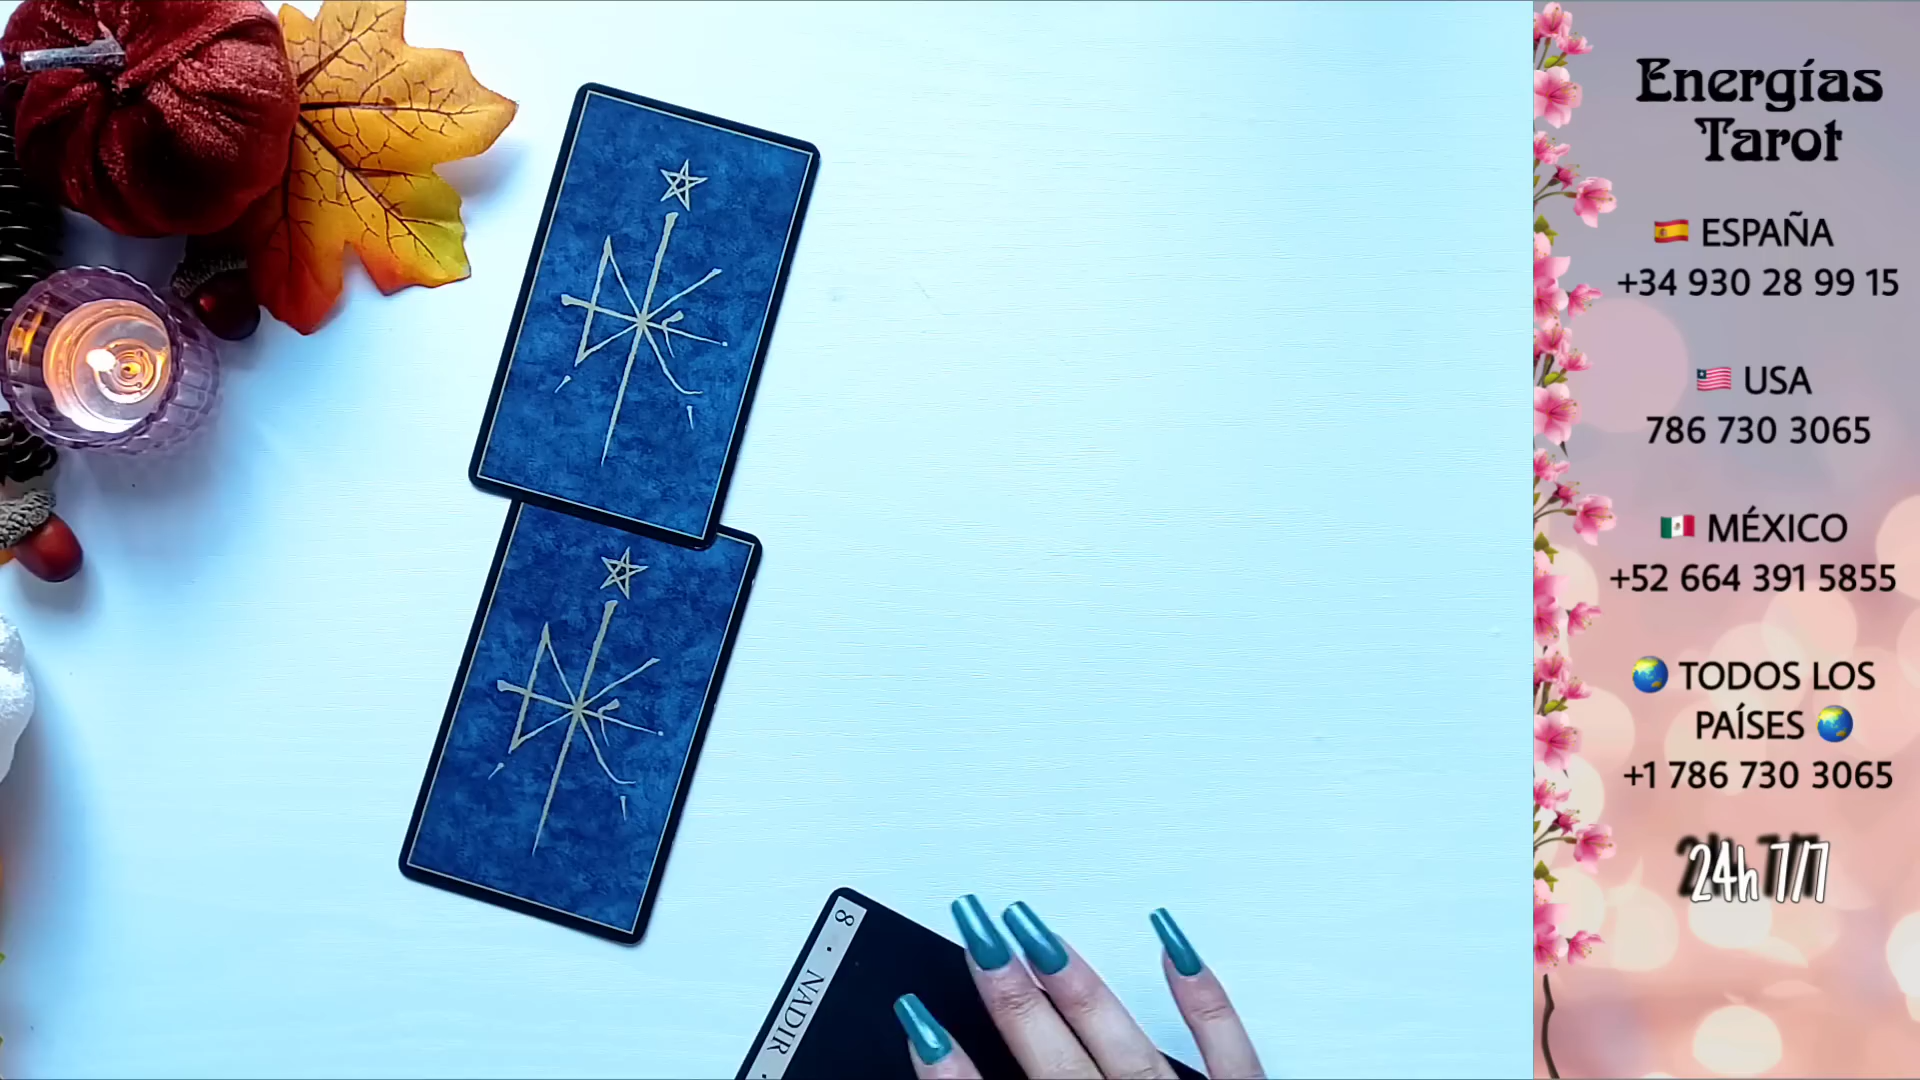 8 · NADIR ·
Energías
Tarot
ESPAÑA
+34 930 28 99 15
USA
786 730 3065
MÉXICO
+52 664 391 5855
TODOS LOS
PAÍSES
+1 786 730 3065
24h 7/7